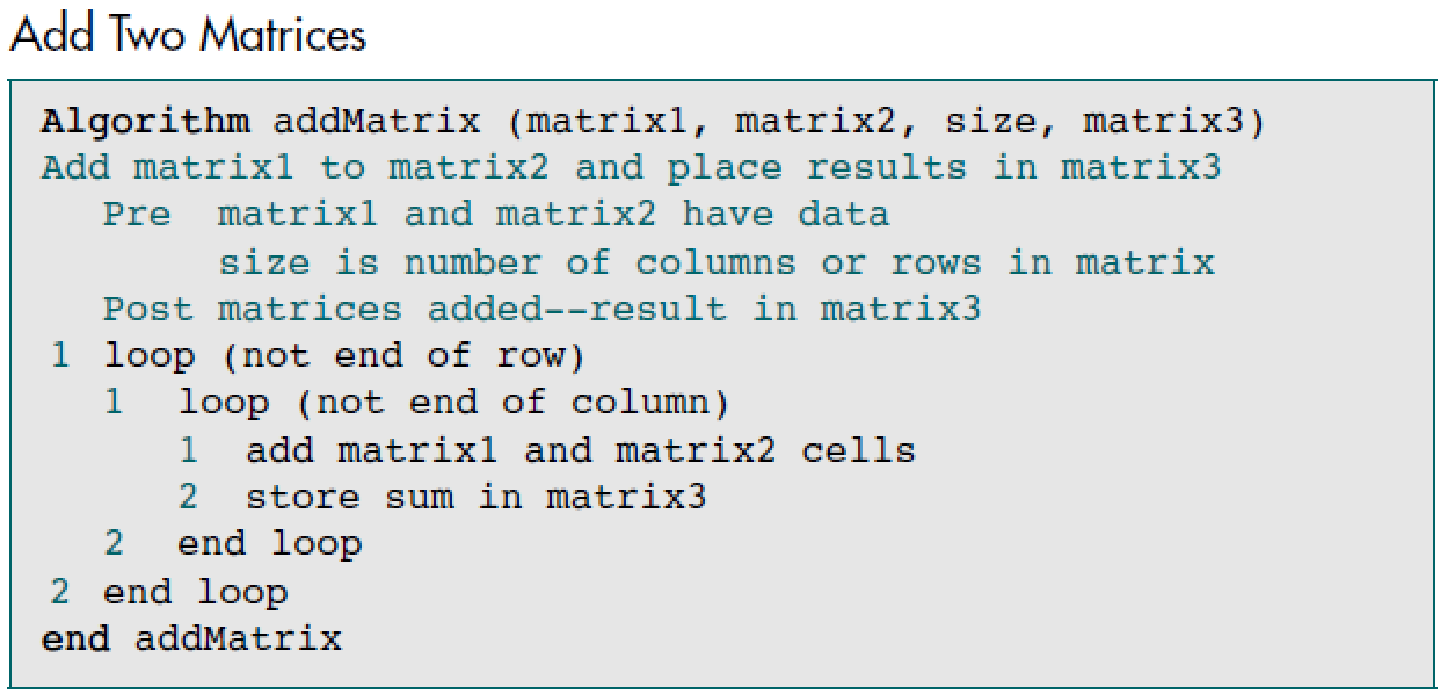 Add Two Matrices
Algorithm addMatrix (matrix1, matrix2, size, matrix3)
Add matrix1 to matrix2 and place results in matrix3
Pre matrix1 and matrix2 have data
size is number of columns or rows in matrix
Post matrices added--result in matrix3
1 loop (not end of row)
1 loop (not end of column)
1 add matrix1 and matrix2 cells
2 store sum in matrix3
2 end loop
2 end loop
end addMatrix